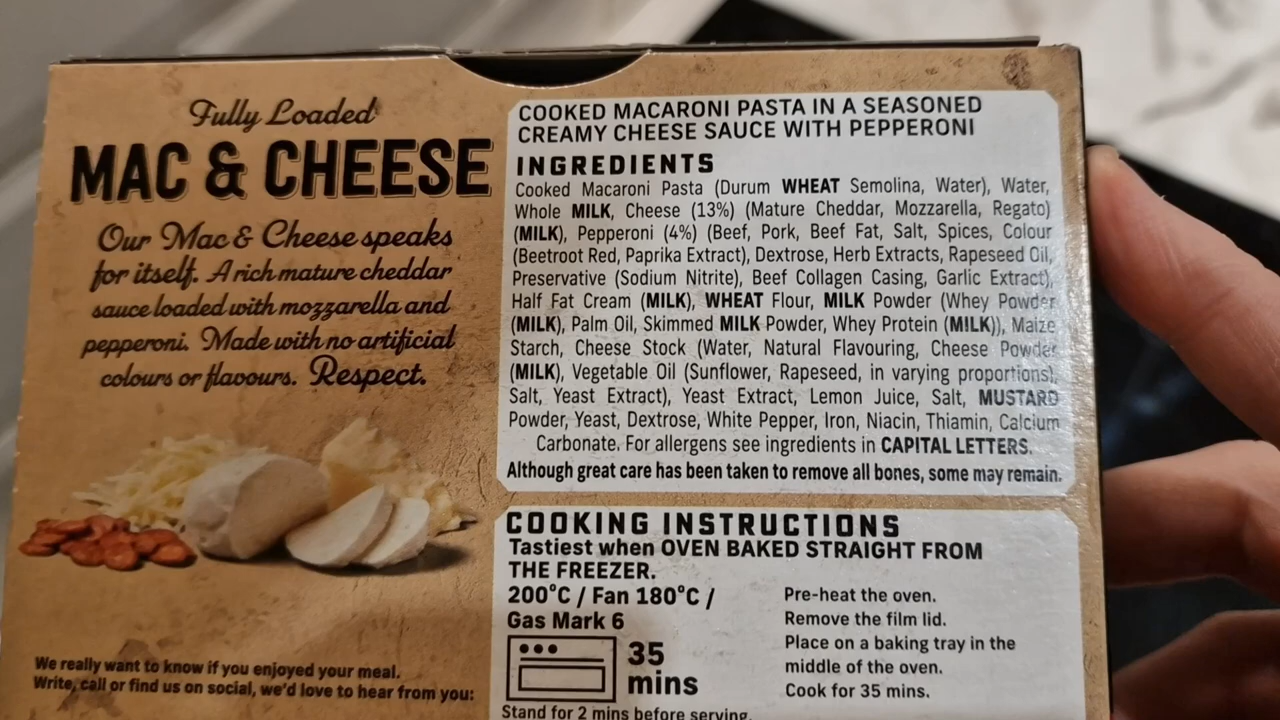 Fully Loaded
MAC & CHEESE
Our Mac & Cheese speaks
for itself. A rich mature cheddar
sauce loaded with mozzarella and
pepperoni. Made with no artificial
colours or flavours. Respect.
We really want to know if you enjoyed your meal.
Write, call or find us on social, we'd love to hear from you:
COOKED MACARONI PASTA IN A SEASONED
CREAMY CHEESE SAUCE WITH PEPPERONI
INGREDIENTS
Cooked Macaroni Pasta (Durum WHEAT Semolina, Water), Water,
Whole MILK, Cheese (13%) (Mature Cheddar, Mozzarella, Regato)
(MILK), Pepperoni (4%) (Beef, Pork, Beef Fat, Salt, Spices, Colour
(Beetroot Red, Paprika Extract), Dextrose, Herb Extracts, Rapeseed Oil,
Preservative (Sodium Nitrite), Beef Collagen Casing, Garlic Extract),
Half Fat Cream (MILK), WHEAT Flour, MILK Powder (Whey Powder
(MILK), Palm Oil, Skimmed MILK Powder, Whey Protein (MILK)), Maize
Starch, Cheese Stock (Water, Natural Flavouring, Cheese Powder
(MILK), Vegetable Oil (Sunflower, Rapeseed, in varying proportions),
Salt, Yeast Extract), Yeast Extract, Lemon Juice, Salt, MUSTARD
Powder, Yeast, Dextrose, White Pepper, Iron, Niacin, Thiamin, Calcium
Carbonate. For allergens see ingredients in CAPITAL LETTERS.
Although great care has been taken to remove all bones, some may remain.
COOKING INSTRUCTIONS
Tastiest when OVEN BAKED STRAIGHT FROM
THE FREEZER.
200°C / Fan 180°C /
Gas Mark 6
35
mins
Pre-heat the oven.
Remove the film lid.
Place on a baking tray in the
middle of the oven.
Cook for 35 mins.
Stand for 2 mins before serving.